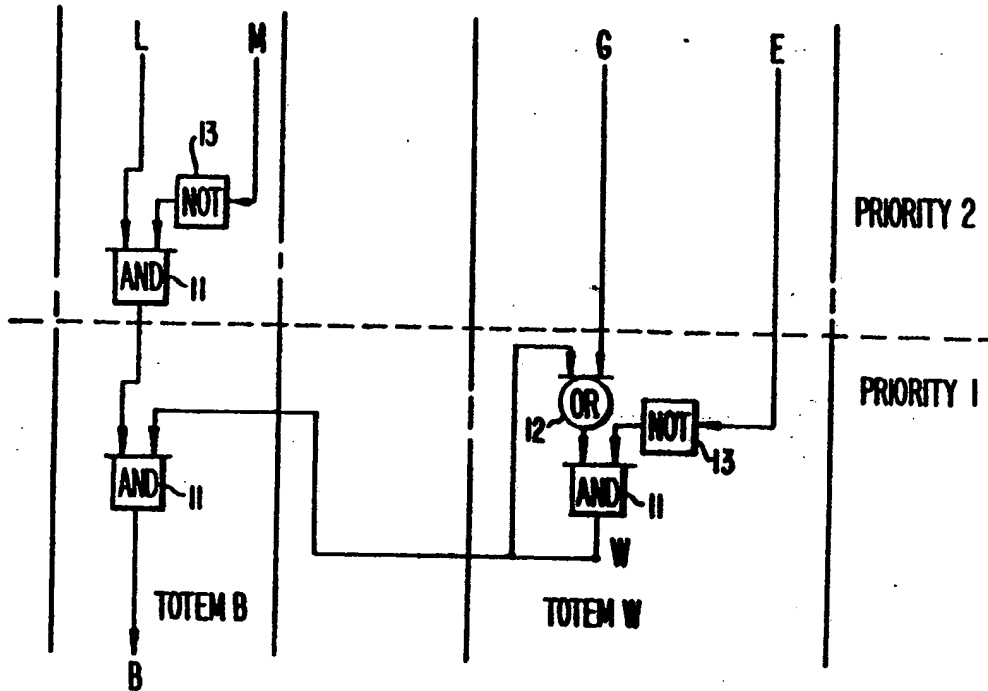 L M G E
13
NOT
PRIORITY 2
AND 11
PRIORITY 1
OR
12 NOT
13
AND 11
AND 11
W
TOTEM B TOTEM W
B